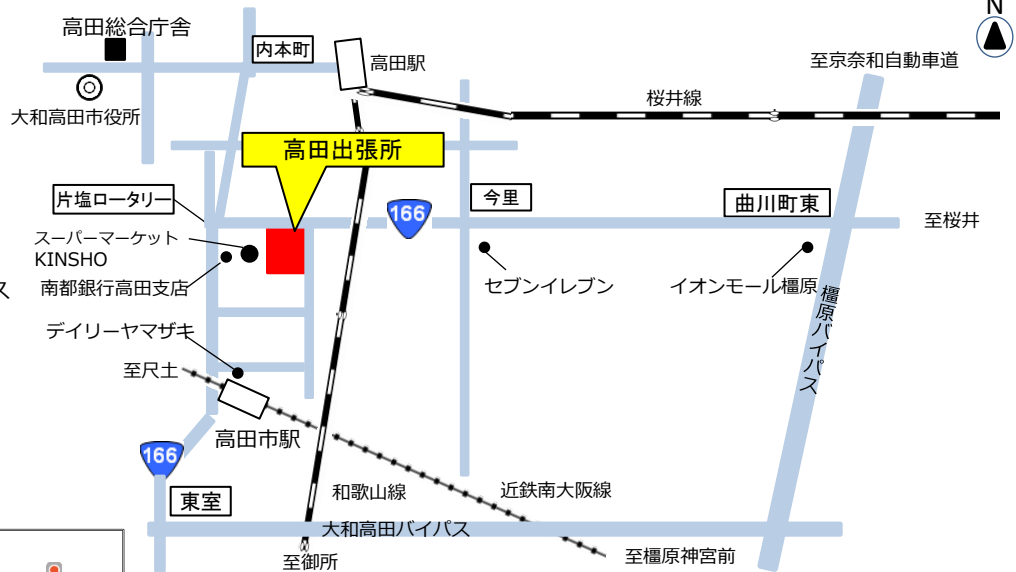 N
高田総合庁舎
内本町
高田駅
至京奈和自動車道
大和高田市役所
桜井線
高田出張所
片塩ロータリー
今里
曲川町東
166
至桜井
スーパーマーケット
KINSHO
南都銀行高田支店
ス
セブンイレブン
イオンモール橿原
橿原バイパス
デイリーヤマザキ
至尺土
高田市駅
166
東室
和歌山線
近鉄南大阪線
大和高田バイパス
至御所
至橿原神宮前